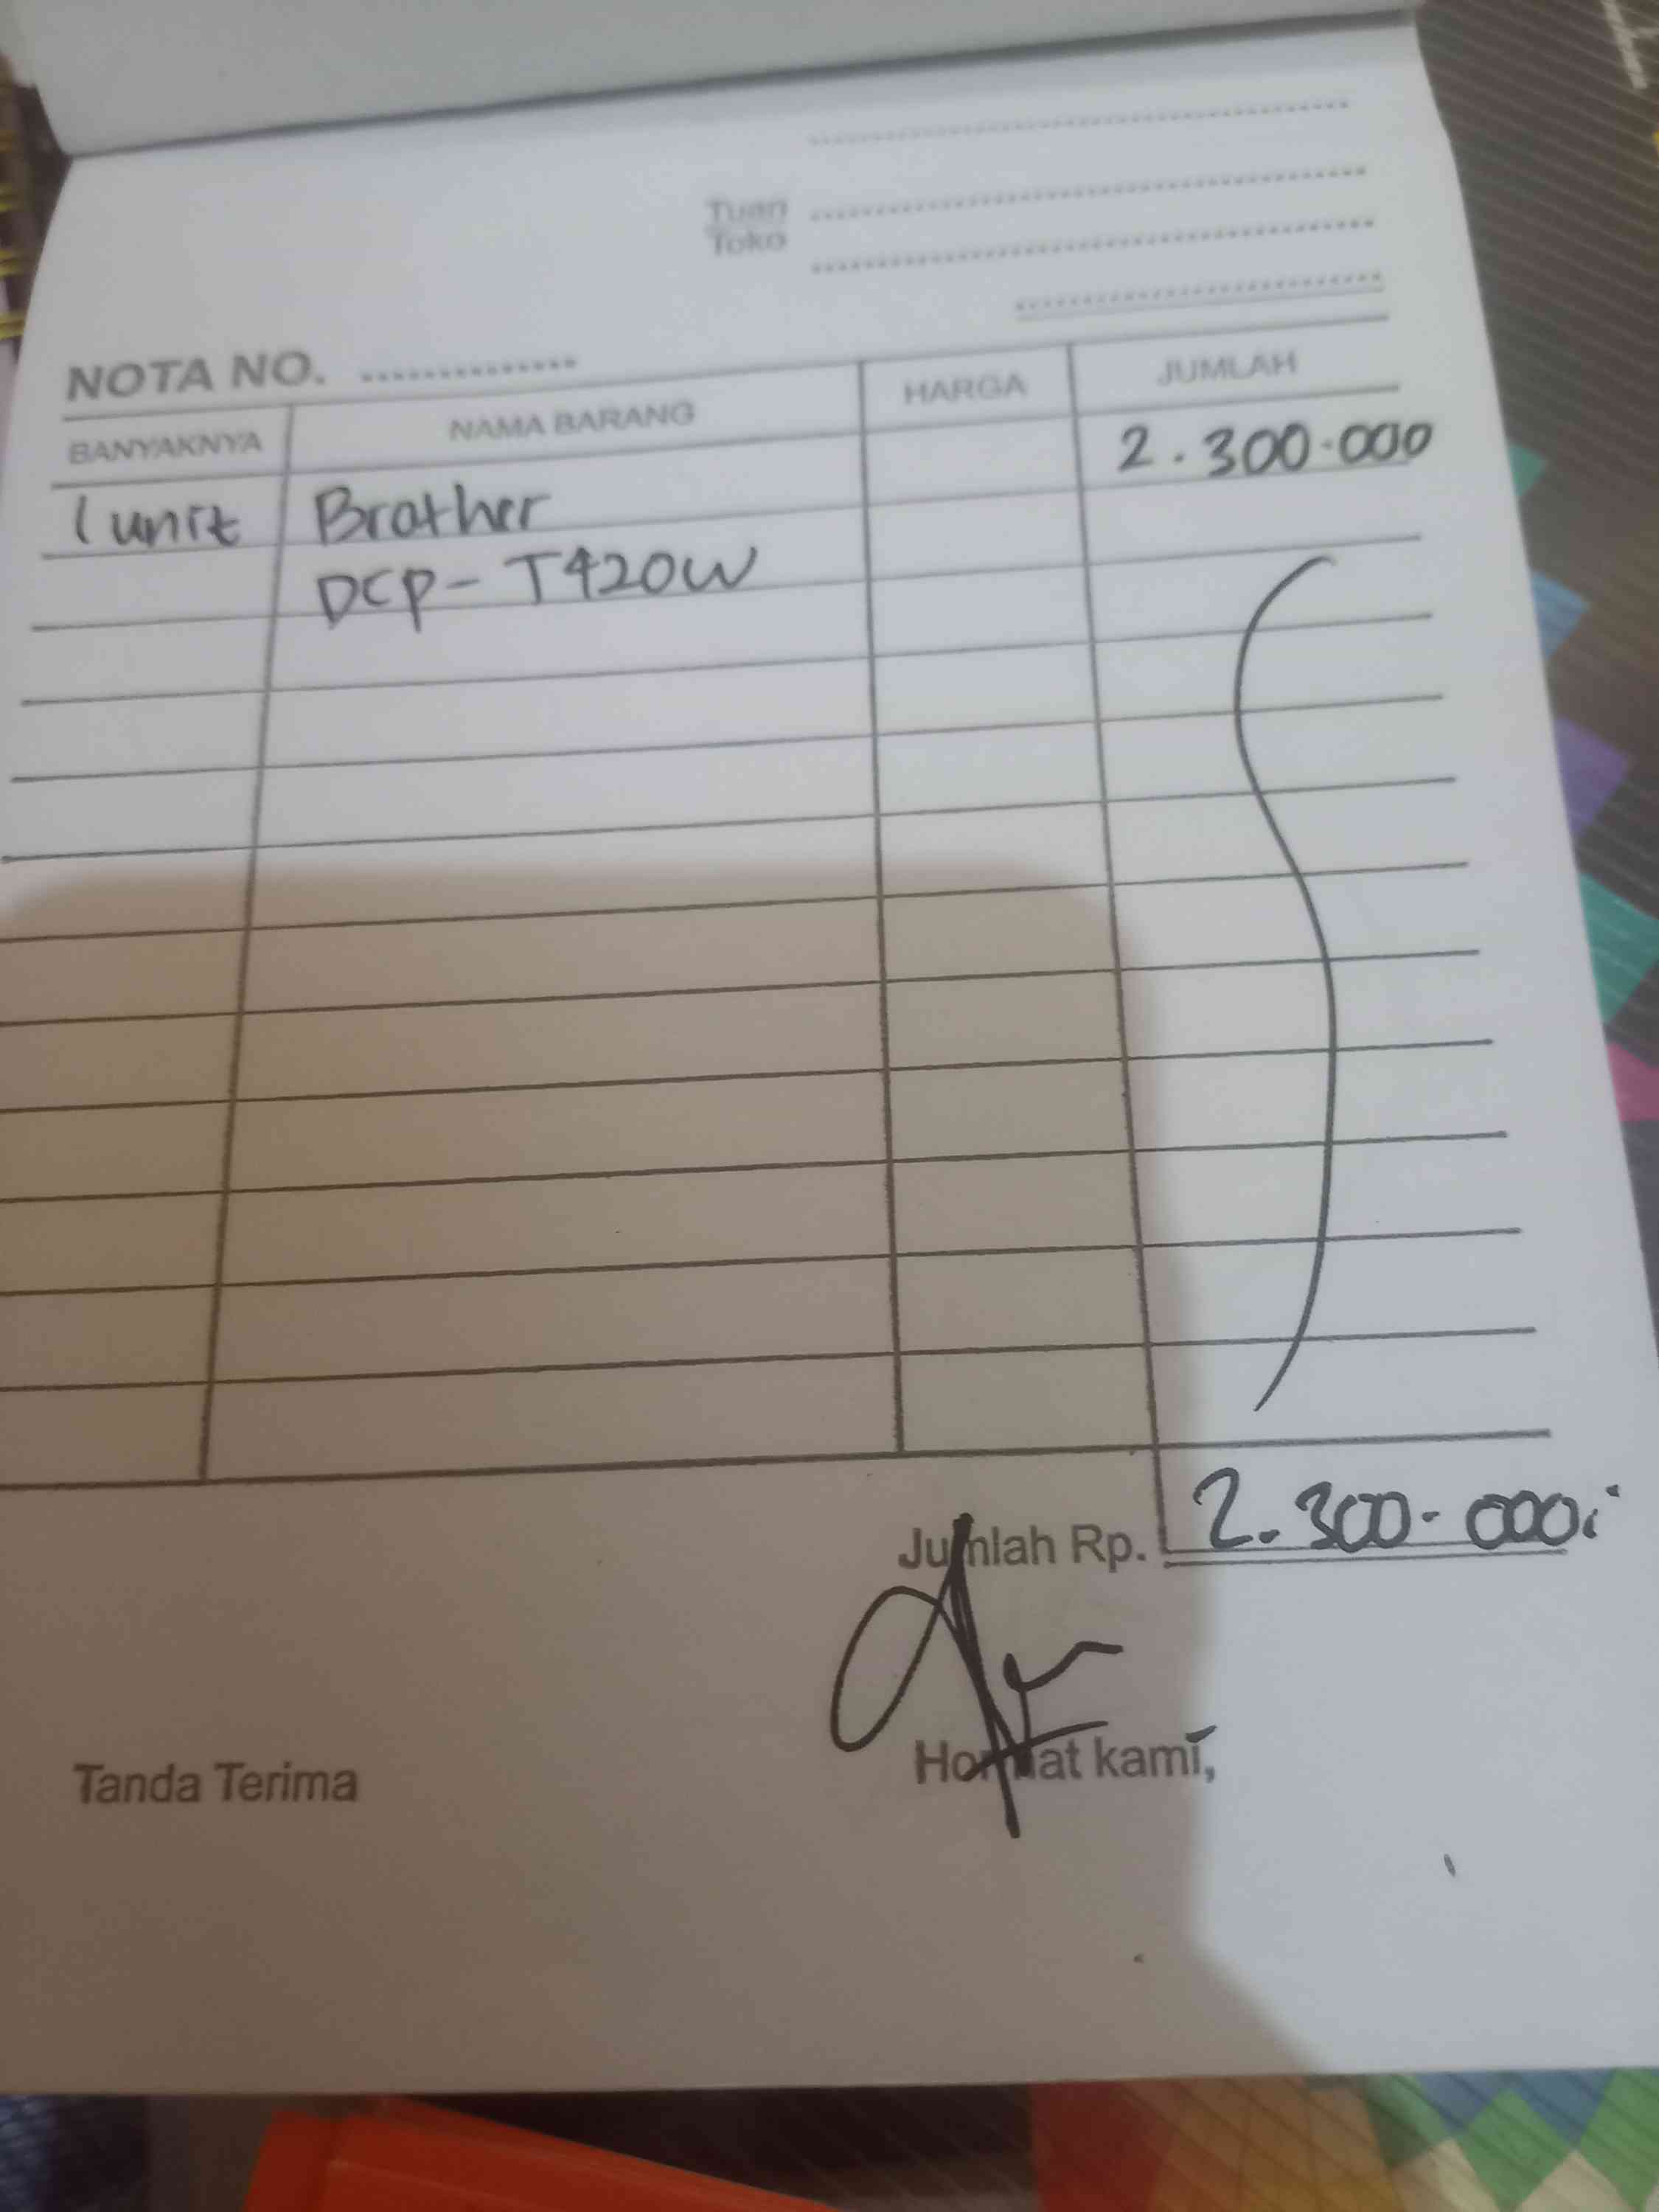 Tuan
Toko
NOTA NO.
BANYAKNYA NAMA BARANG HARGA JUMLAH
1 unit Brother 2.300.000
DCP-T420W
Jumlah Rp. 2.300.000
Tanda Terima Hormat kami,